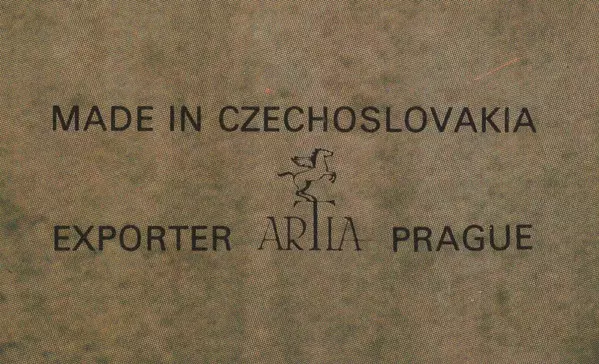 MADE IN CZECHOSLOVAKIA
EXPORTER ARTIA PRAGUE